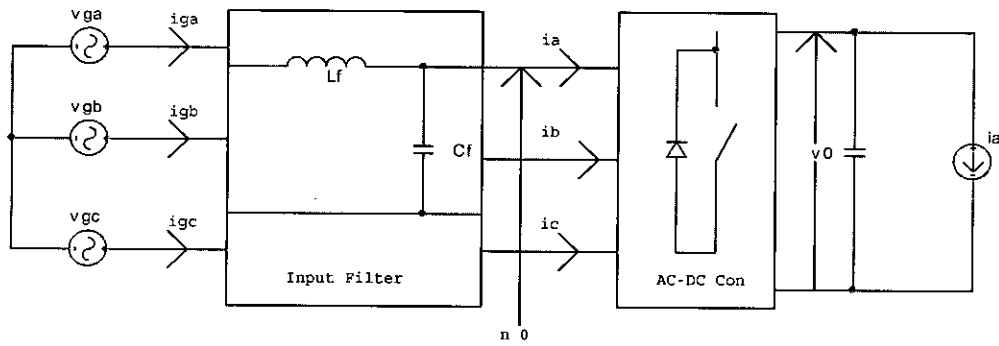 vga
iga
ia
Lf
vgb
igb
ib
Cf
v0
ia
vgc
igc
ic
Input Filter
AC-DC Con
n 0